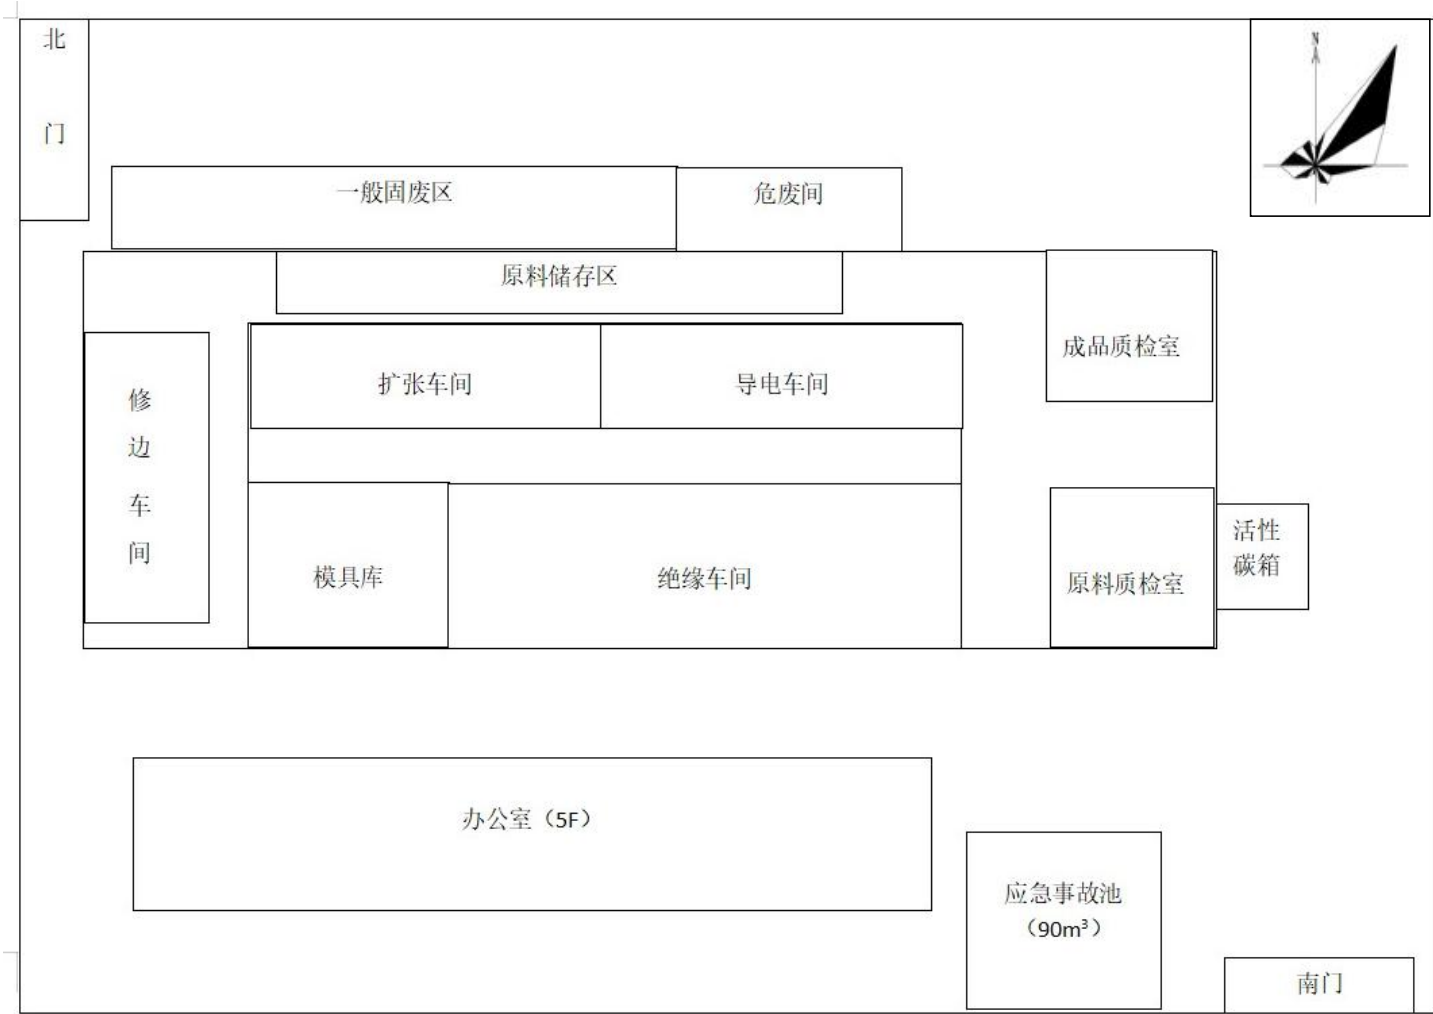 北门
N
一般固废区
危废间
原料储存区
成品质检室
扩张车间
导电车间
修边车间
活性
碳箱
模具库
绝缘车间
原料质检室
办公室（5F）
应急事故池
（90m³）
南门